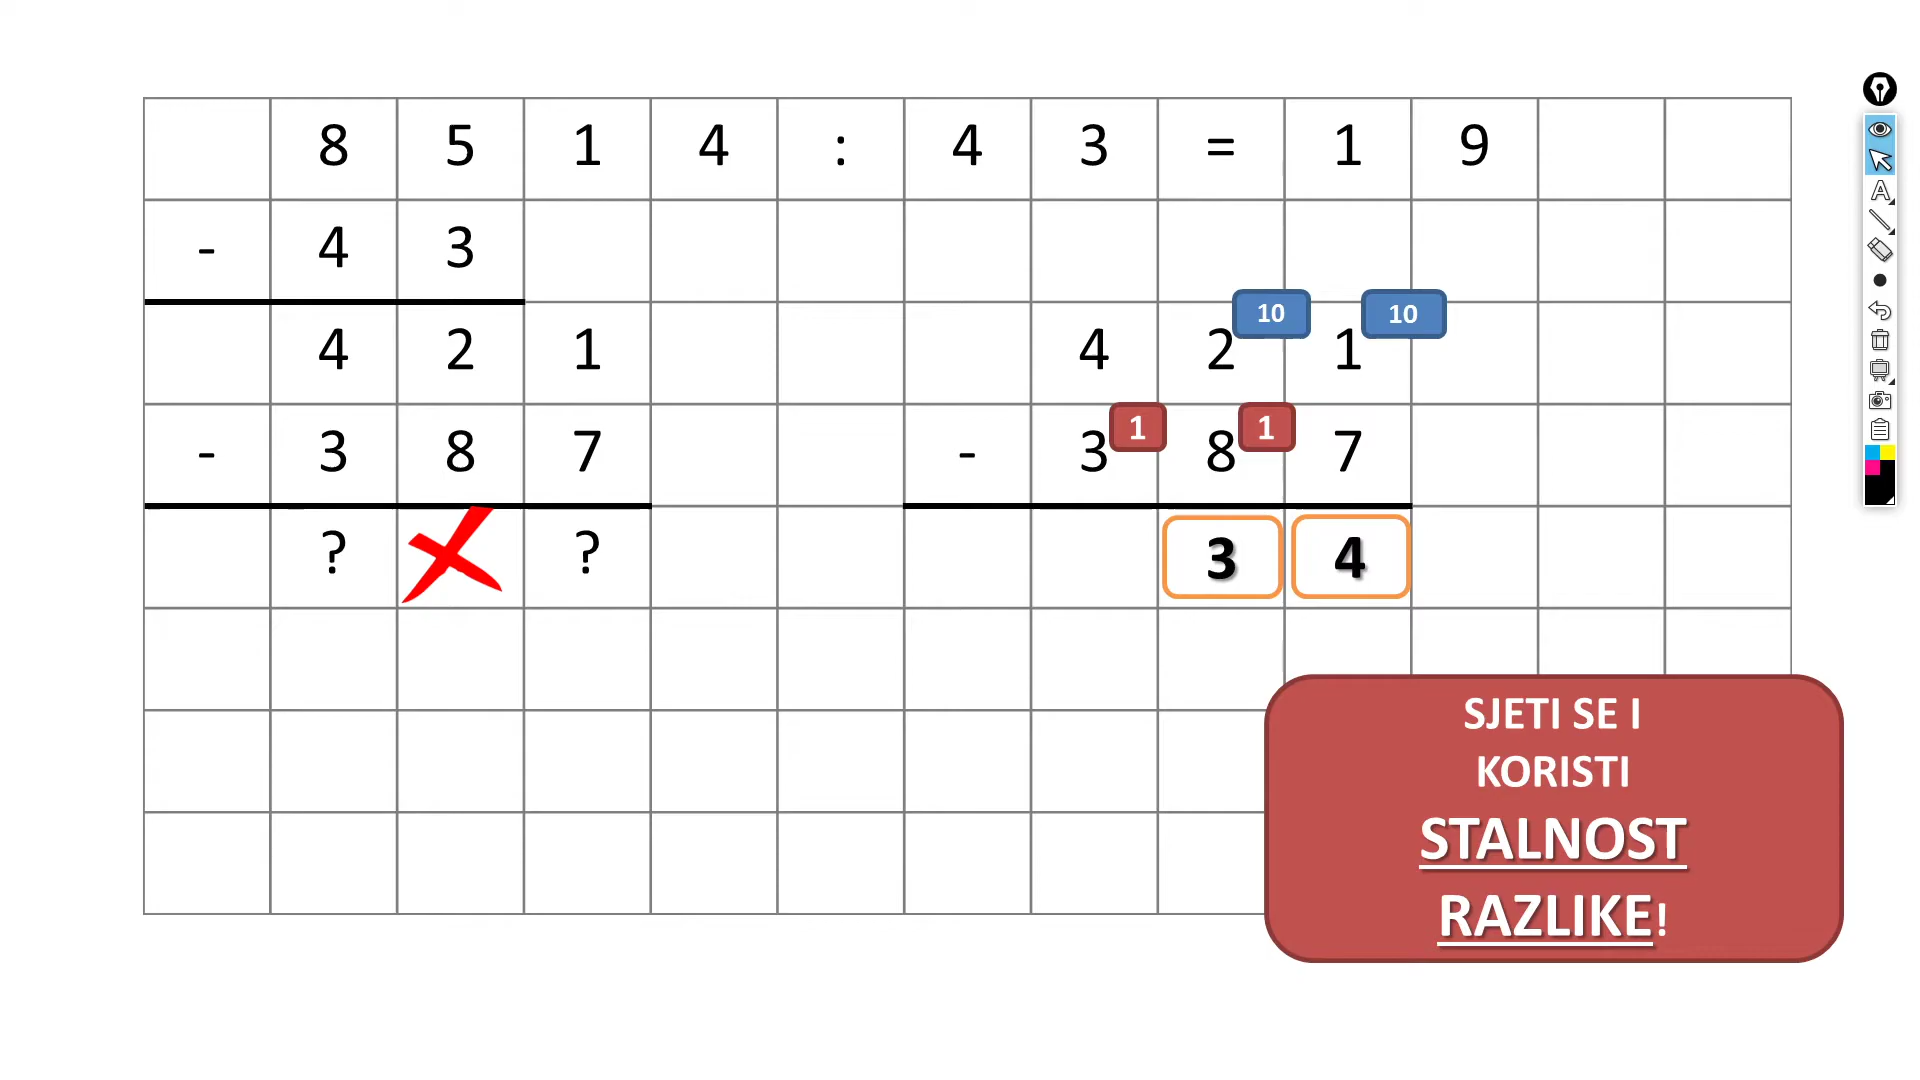 8 5 1 4 : 4 3 = 1 9
- 4 3
10 10
4 2 1 4 2 1
1 1
- 3 8 7 - 3 8 7
? ? 3 4
SJETI SE I
KORISTI
STALNOST
RAZLIKE!
A